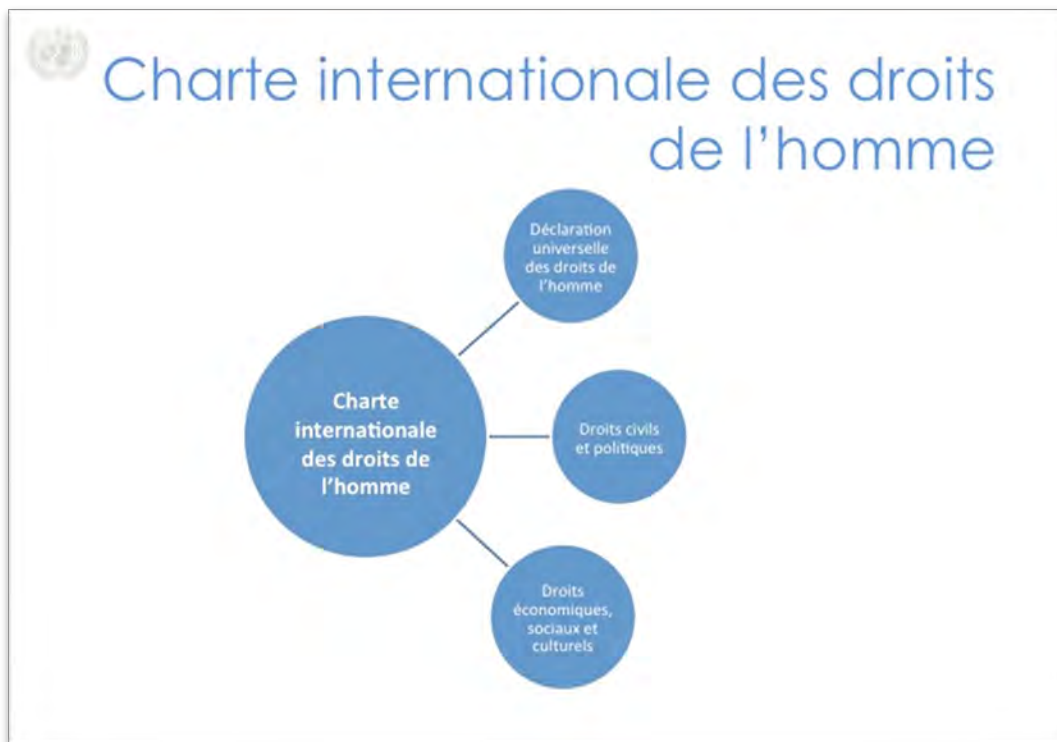 Charte internationale des droits
de l’homme
Déclaration
universelle
des droits de
l’homme
Charte
internationale
des droits de
l’homme
Droits civils
et politiques
Droits
économiques,
sociaux et
culturels